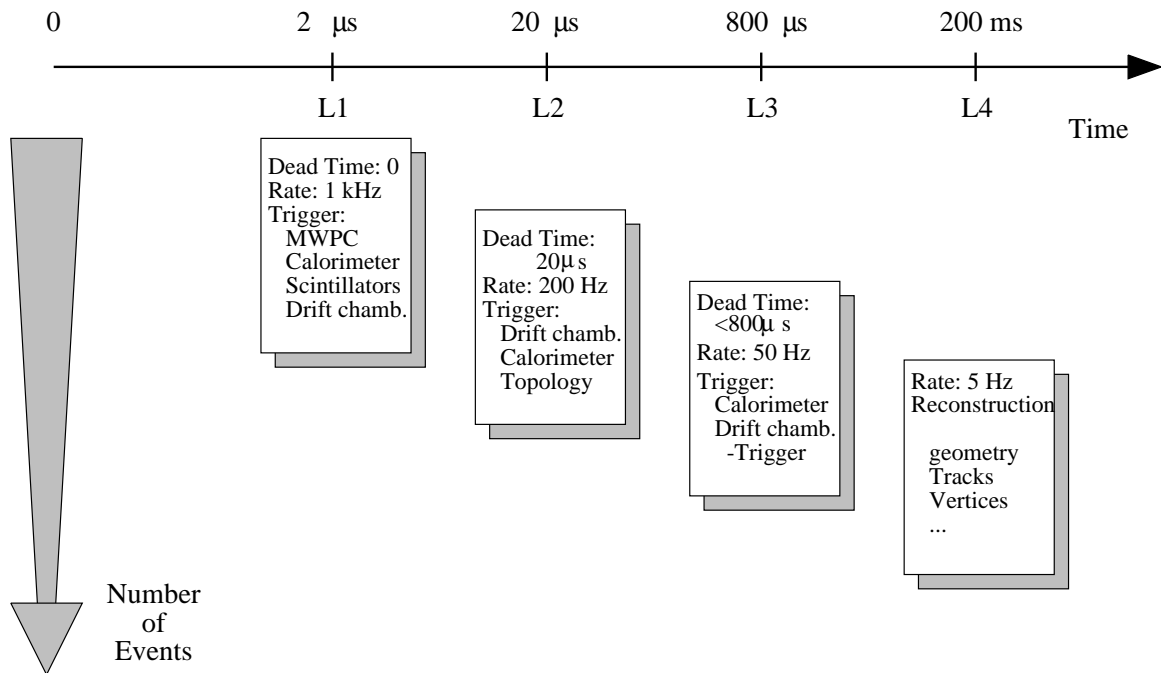 0
2 μs
20 μs
800 μs
200 ms
L1
L2
L3
L4
Time
Dead Time: 0
Rate: 1 kHz
Trigger:
MWPC
Calorimeter
Scintillators
Drift chamb.
Dead Time:
20μ s
Rate: 200 Hz
Trigger:
Drift chamb.
Calorimeter
Topology
Dead Time:
<800μ s
Rate: 50 Hz
Trigger:
Calorimeter
Drift chamb.
-Trigger
Rate: 5 Hz
Reconstruction
geometry
Tracks
Vertices
...
Number
of
Events